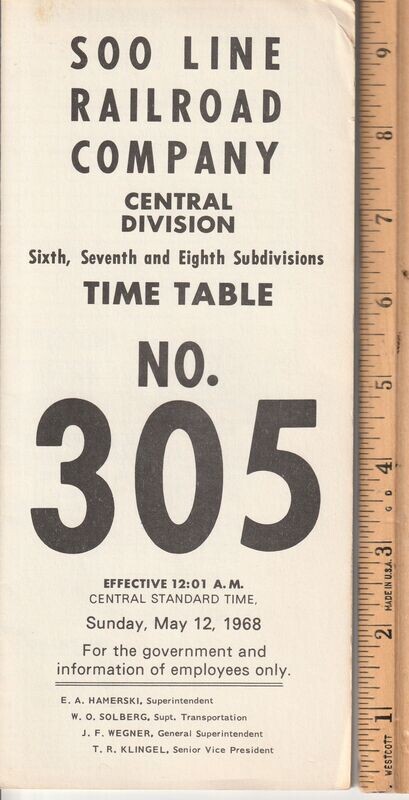 SOO LINE
RAILROAD
COMPANY
CENTRAL
DIVISION
Sixth, Seventh and Eighth Subdivisions
TIME TABLE
NO.
305
EFFECTIVE 12:01 A.M.
CENTRAL STANDARD TIME,
Sunday, May 12, 1968
For the government and
information of employees only.
E. A. HAMERSKI, Superintendent
W. O. SOLBERG, Supt. Transportation
J. F. WEGNER, General Superintendent
T. R. KLINGEL, Senior Vice President
9
8
7
6
5
4
3
2
1
MADE IN U.S.A.
WESTCOTT